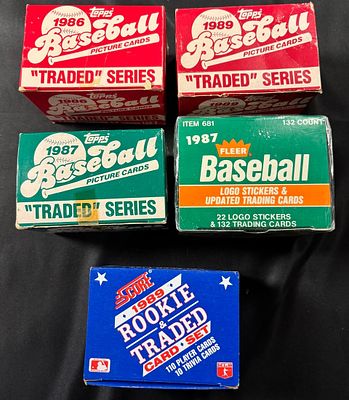 Topps
1986
Baseball
PICTURE CARDS
"TRADED" SERIES
1986
Topps
1989
Baseball
PICTURE CARDS
"TRADED" SERIES
1989
Topps
1987
Baseball
PICTURE CARDS
"TRADED" SERIES
ITEM 681
132 COUNT
1987
FLEER
Baseball
LOGO STICKERS &
UPDATED TRADING CARDS
22 LOGO STICKERS
& 132 TRADING CARDS
SCORE
1989
ROOKIE
&
TRADED
CARD SET
110 PLAYER CARDS
10 TRIVIA CARDS